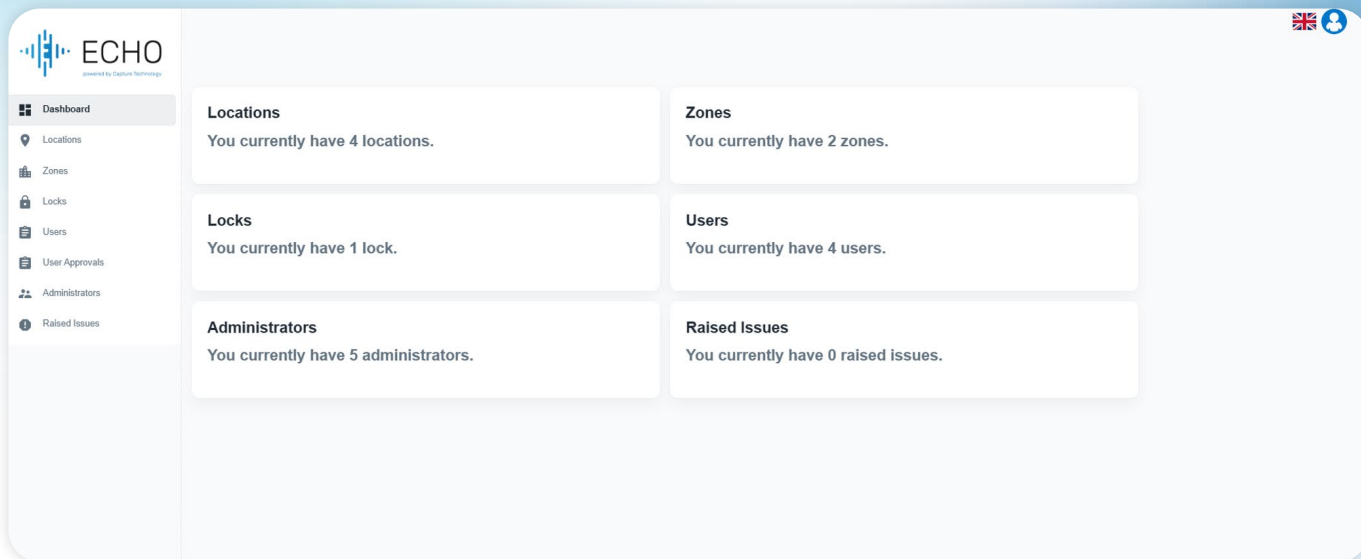 ECHO
powered by Capture Technology
Dashboard
Locations
Zones
Locks
Users
User Approvals
Administrators
Raised Issues
Locations
You currently have 4 locations.
Zones
You currently have 2 zones.
Locks
You currently have 1 lock.
Users
You currently have 4 users.
Administrators
You currently have 5 administrators.
Raised Issues
You currently have 0 raised issues.